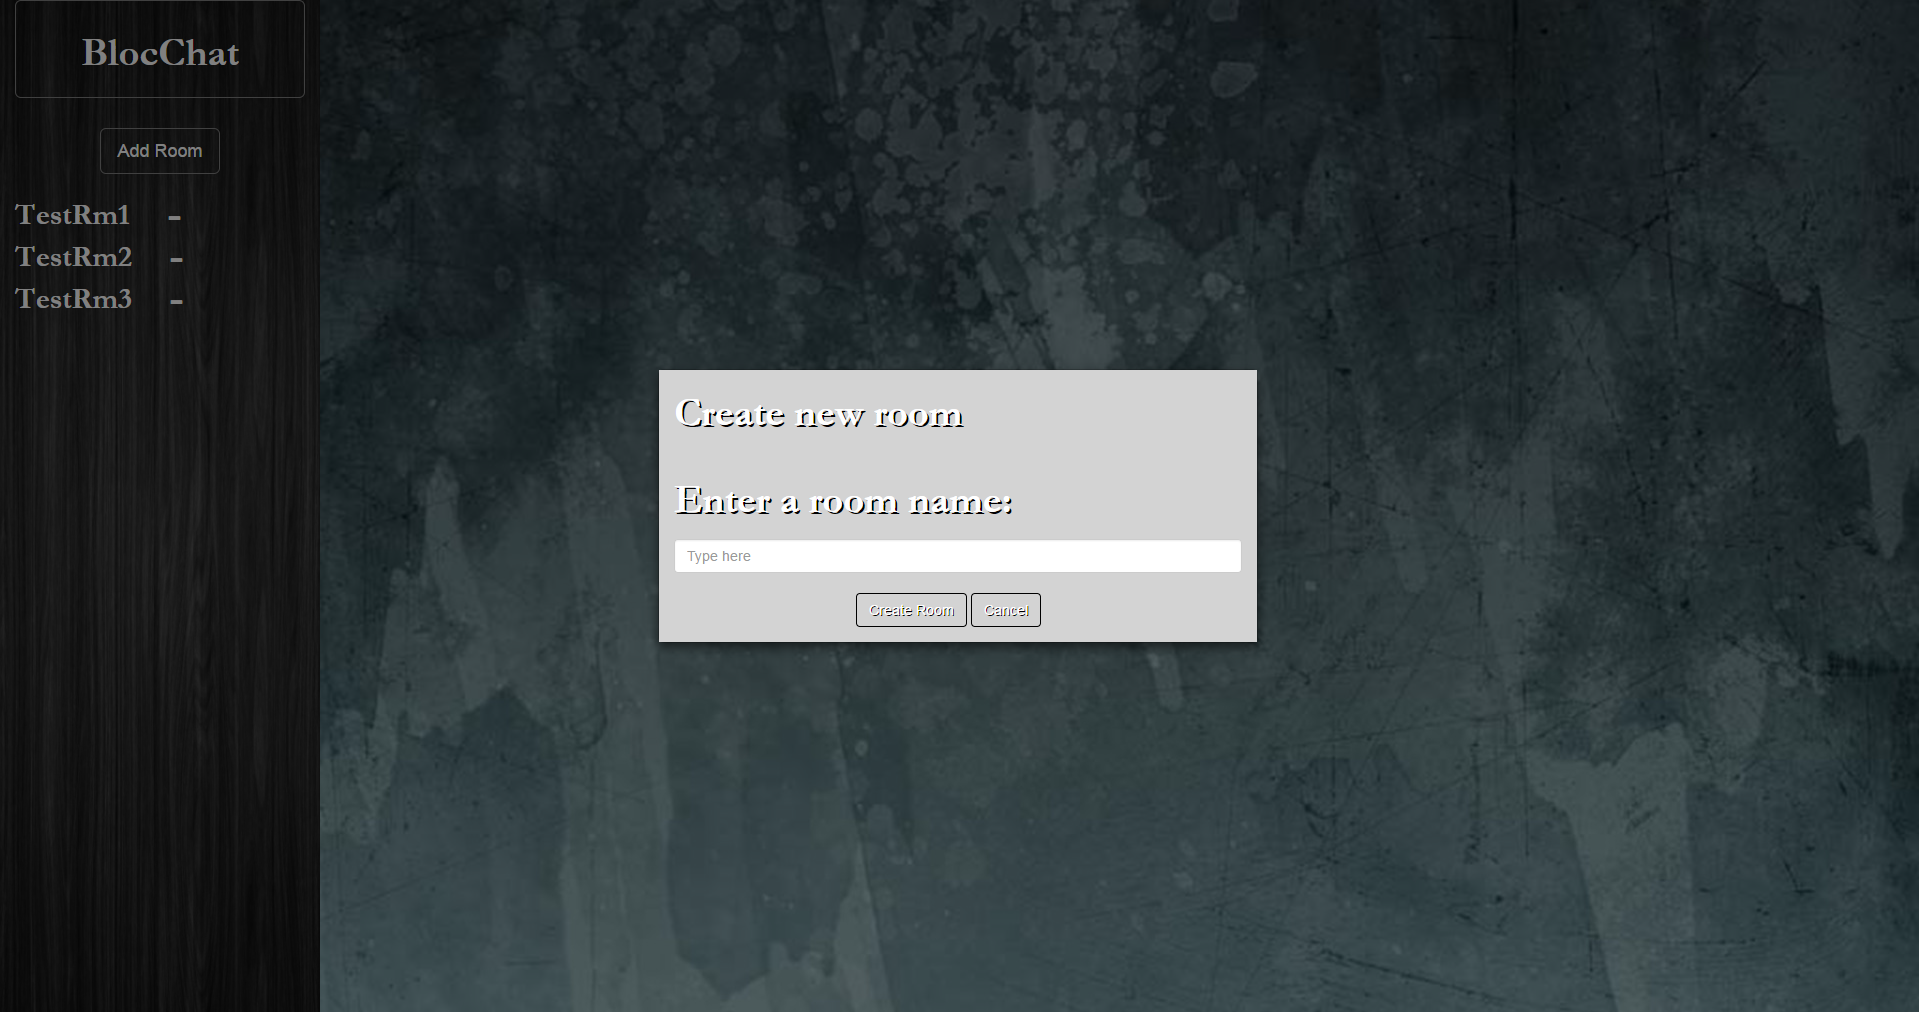 BlocChat
Add Room
TestRm1 -
TestRm2 -
TestRm3 -
Create new room
Enter a room name:
Type here
Create Room Cancel